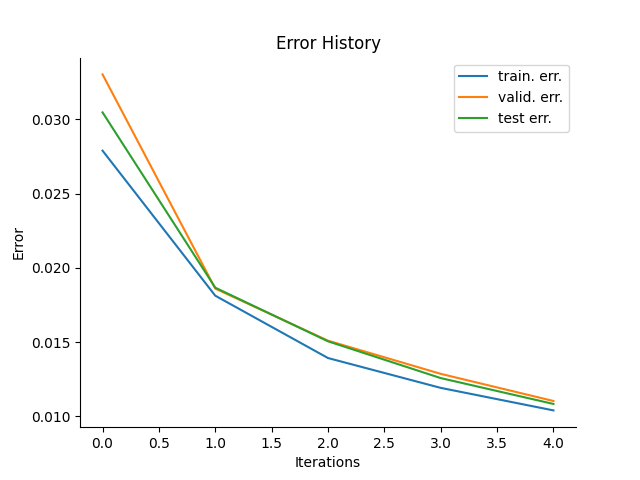 Error History
train. err.
valid. err.
test err.
0.030
0.025
0.020
0.015
0.010
Error
0.0 0.5 1.0 1.5 2.0 2.5 3.0 3.5 4.0
Iterations